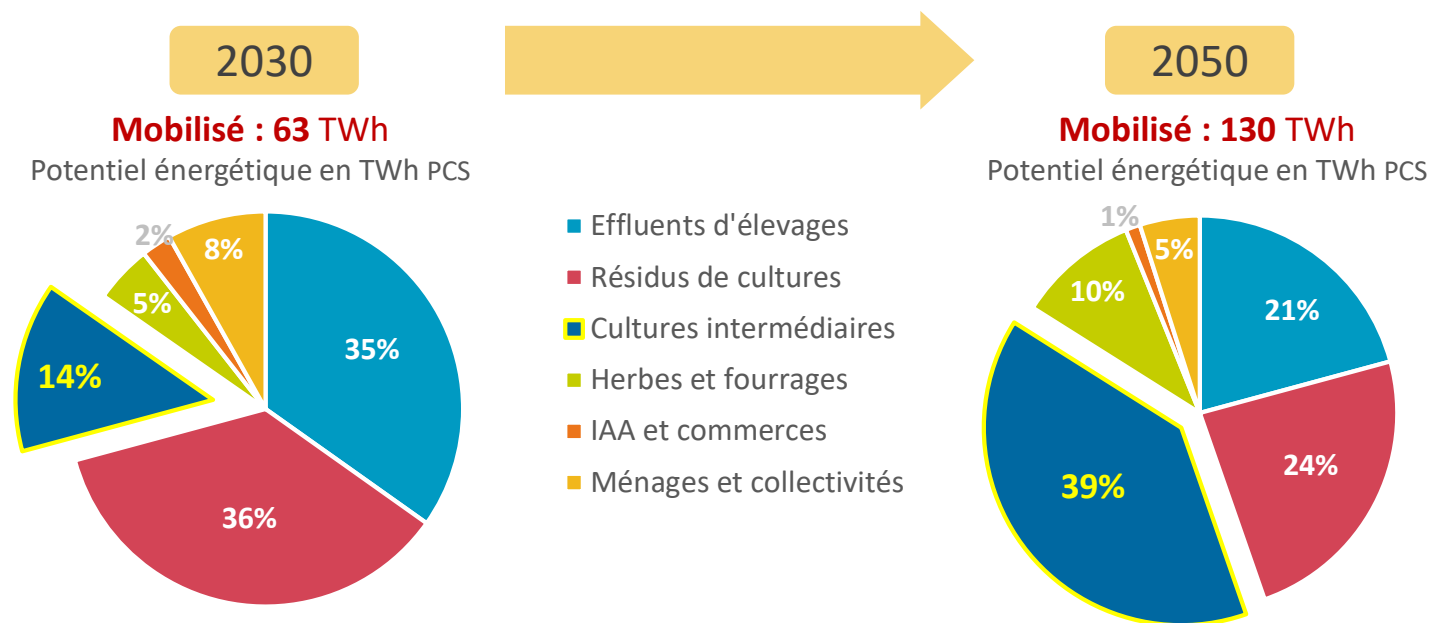 2030
Mobilisé : 63 TWh
Potentiel énergétique en TWh PCS
2%
8%
5%
35%
14%
36%
Effluents d'élevages
Résidus de cultures
Cultures intermédiaires
Herbes et fourrages
IAA et commerces
Ménages et collectivités
2050
Mobilisé : 130 TWh
Potentiel énergétique en TWh PCS
1%
5%
10%
21%
24%
39%